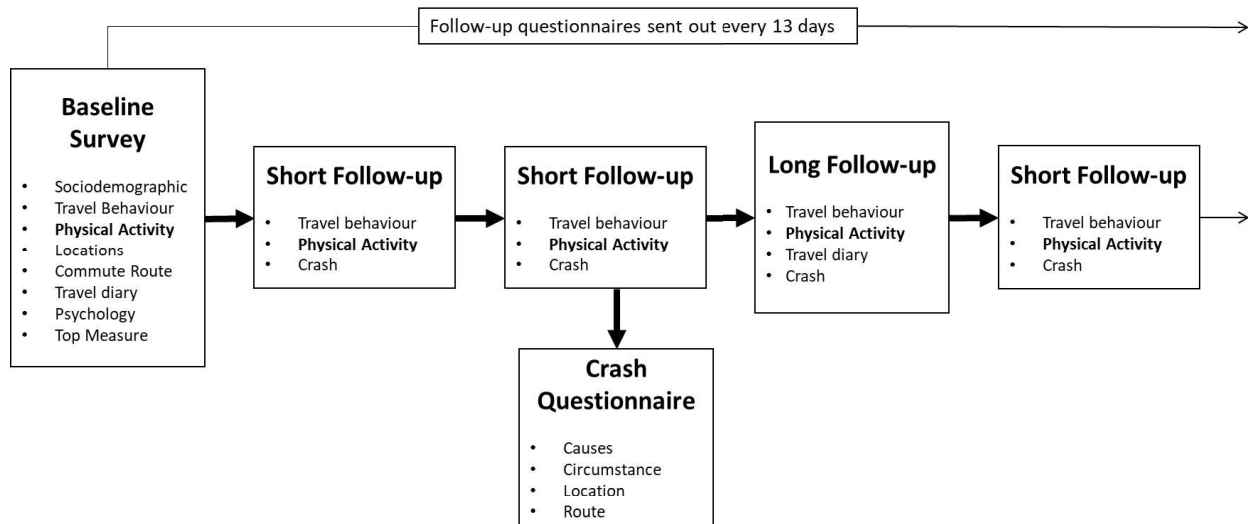 Follow-up questionnaires sent out every 13 days
Baseline
Survey
• Sociodemographic
• Travel Behaviour
• Physical Activity
• Locations
• Commute Route
• Travel diary
• Psychology
• Top Measure
Short Follow-up
• Travel behaviour
• Physical Activity
• Crash
Short Follow-up
• Travel behaviour
• Physical Activity
• Crash
Long Follow-up
• Travel behaviour
• Physical Activity
• Travel diary
• Crash
Short Follow-up
• Travel behaviour
• Physical Activity
• Crash
Crash
Questionnaire
• Causes
• Circumstance
• Location
• Route